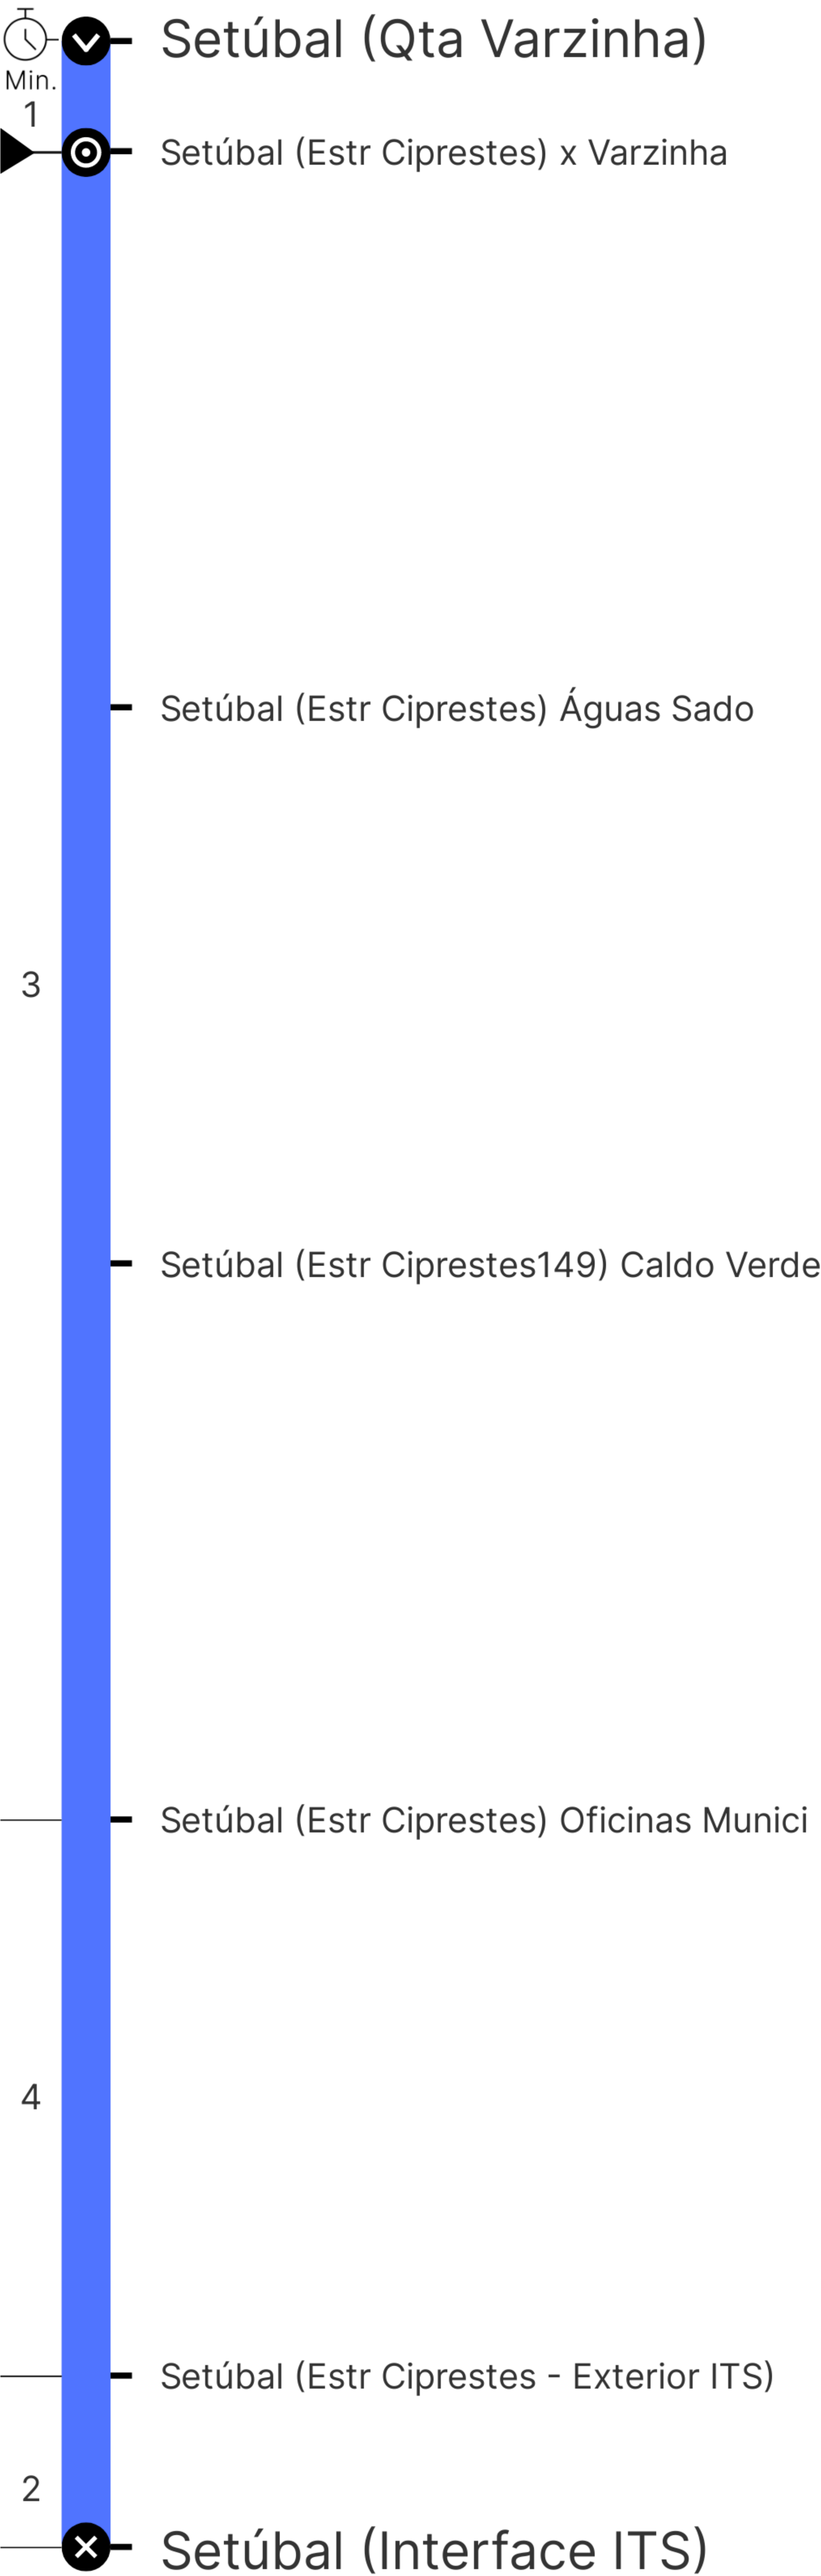 Setúbal (Qta Varzinha)
Min.
1
Setúbal (Estr Ciprestes) x Varzinha
Setúbal (Estr Ciprestes) Águas Sado
3
Setúbal (Estr Ciprestes149) Caldo Verde
Setúbal (Estr Ciprestes) Oficinas Munici
4
Setúbal (Estr Ciprestes - Exterior ITS)
2
Setúbal (Interface ITS)